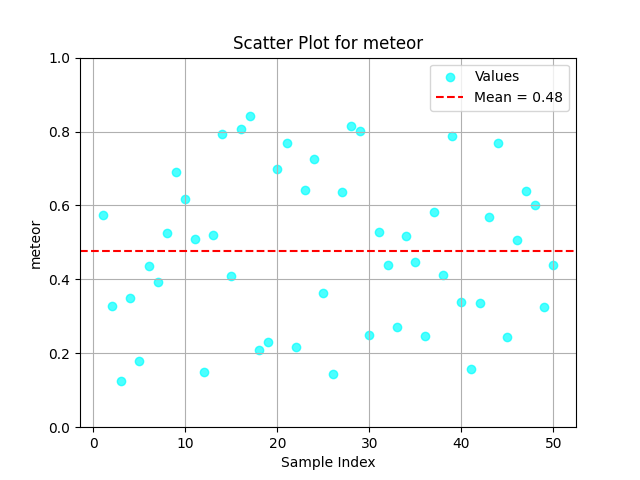 Scatter Plot for meteor
Values
Mean = 0.48
1.0
0.8
0.6
0.4
0.2
0.0
meteor
0 10 20 30 40 50
Sample Index